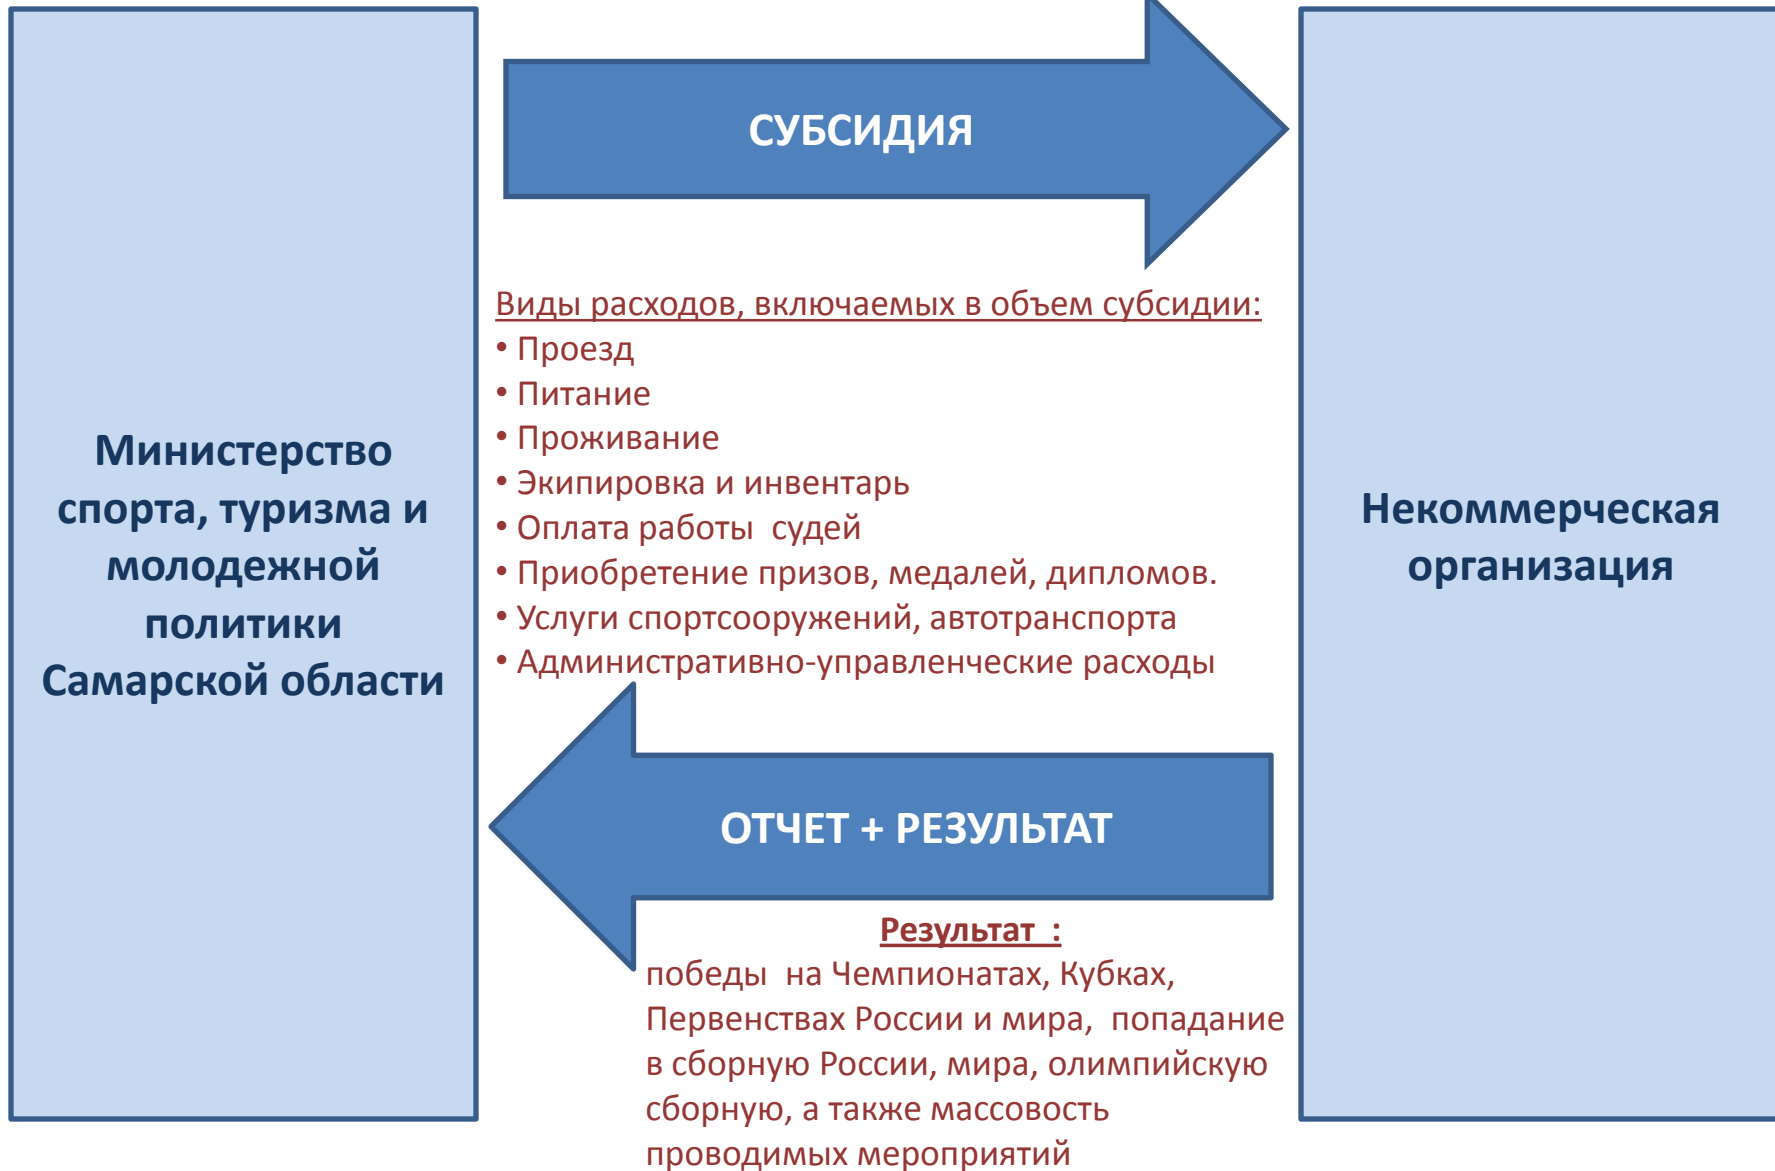 Министерство
спорта, туризма и
молодежной
политики
Самарской области
СУБСИДИЯ
Виды расходов, включаемых в объем субсидии:
• Проезд
• Питание
• Проживание
• Экипировка и инвентарь
• Оплата работы  судей
• Приобретение призов, медалей, дипломов.
• Услуги спортсооружений, автотранспорта
• Административно-управленческие расходы
ОТЧЕТ + РЕЗУЛЬТАТ
Результат  :
победы  на Чемпионатах, Кубках,
Первенствах России и мира,  попадание
в сборную России, мира, олимпийскую
сборную, а также массовость
проводимых мероприятий
Некоммерческая
организация